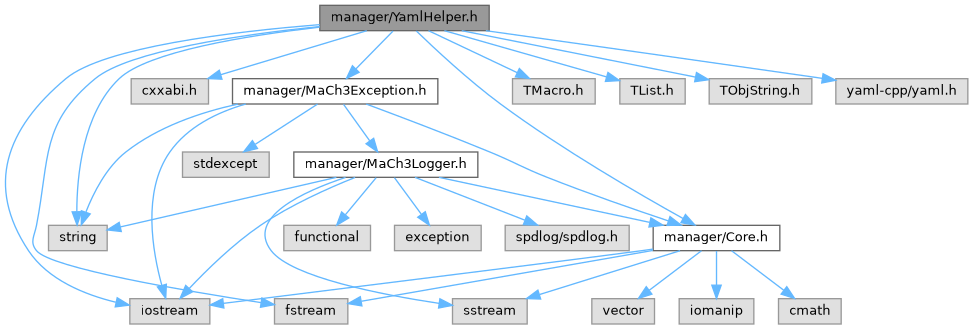 manager/YamlHelper.h
cxxabi.h
manager/MaCh3Exception.h
TMacro.h
TList.h
TObjString.h
yaml-cpp/yaml.h
stdexcept
manager/MaCh3Logger.h
string
functional
exception
spdlog/spdlog.h
manager/Core.h
iostream
fstream
sstream
vector
iomanip
cmath